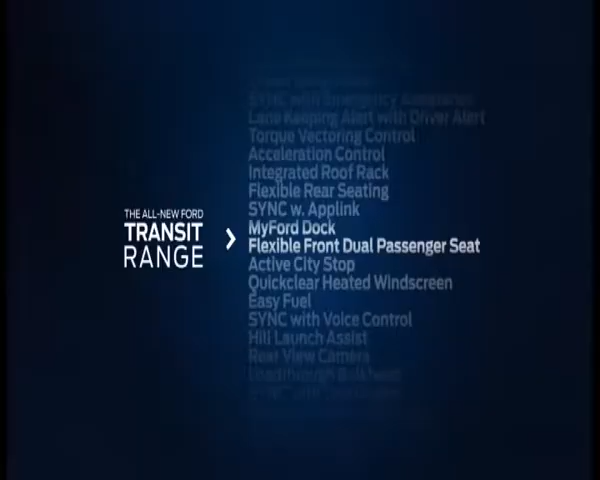 SYNC with Emergency Assistance
Lane Keeping Alert with Driver Alert
Torque Vectoring Control
Acceleration Control
Integrated Roof Rack
Flexible Rear Seating
SYNC w. Applink
THE ALL-NEW FORD
TRANSIT
RANGE
MyFord Dock
Flexible Front Dual Passenger Seat
Active City Stop
Quickclear Heated Windscreen
Easy Fuel
SYNC with Voice Control
Hill Launch Assist
Rear View Camera
Loadthrough Bulkhead